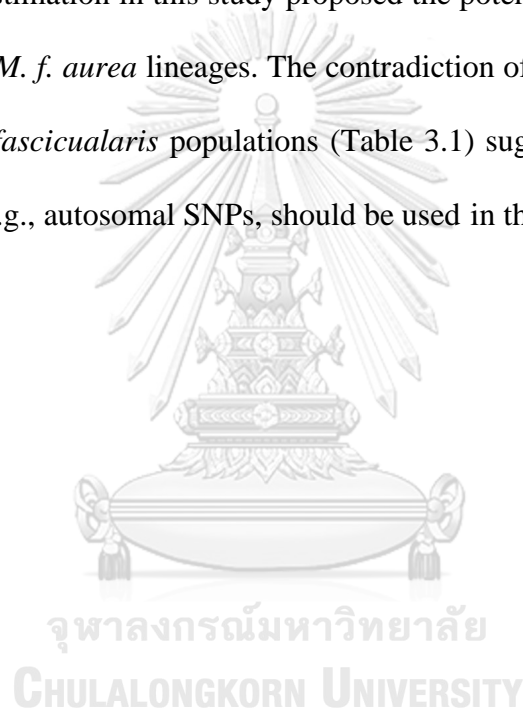 stimation in this study proposed the poten
M. f. aurea lineages. The contradiction of
fascicualaris populations (Table 3.1) sug
.g., autosomal SNPs, should be used in th
จุฬาลงกรณ์มหาวิทยาลัย
CHULALONGKORN UNIVERSITY